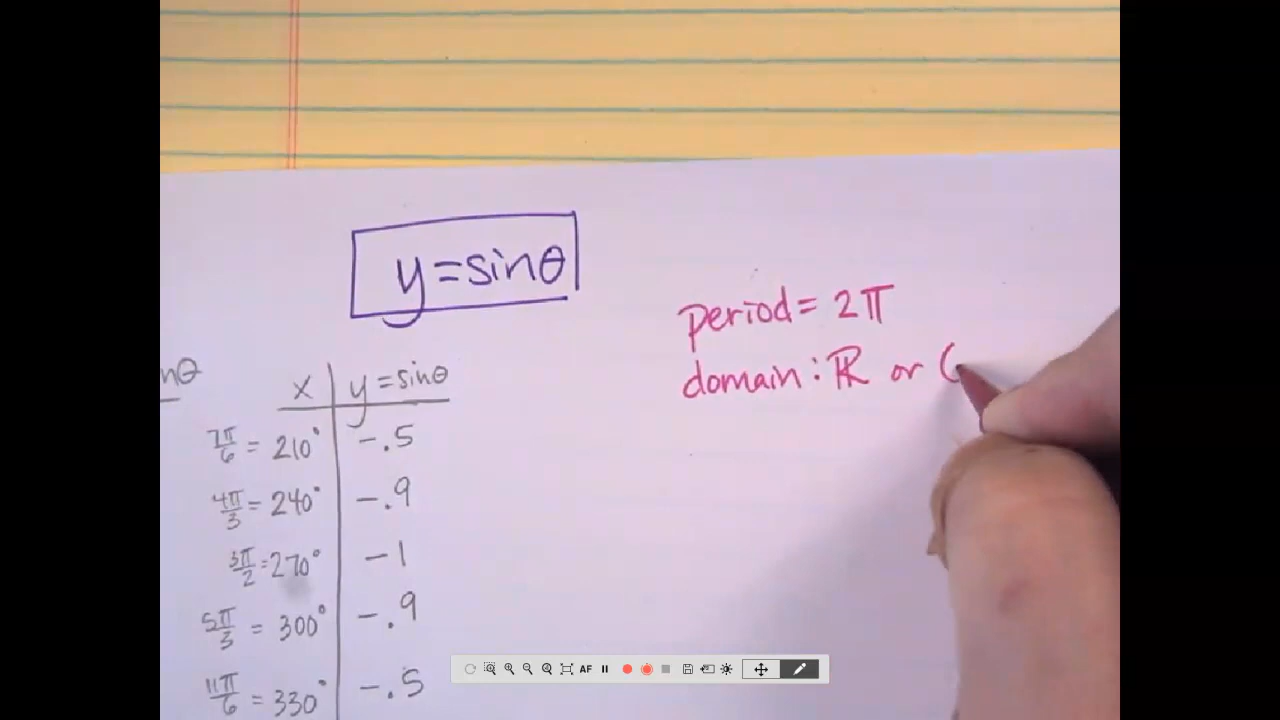 y=sinθ
period = 2π
domain: ℝ or (
nθ
x y = sinθ
7π/6 = 210° -.5
4π/3 = 240° -.9
3π/2 = 270° -1
5π/3 = 300° -.9
11π/6 = 330° -.5
AF